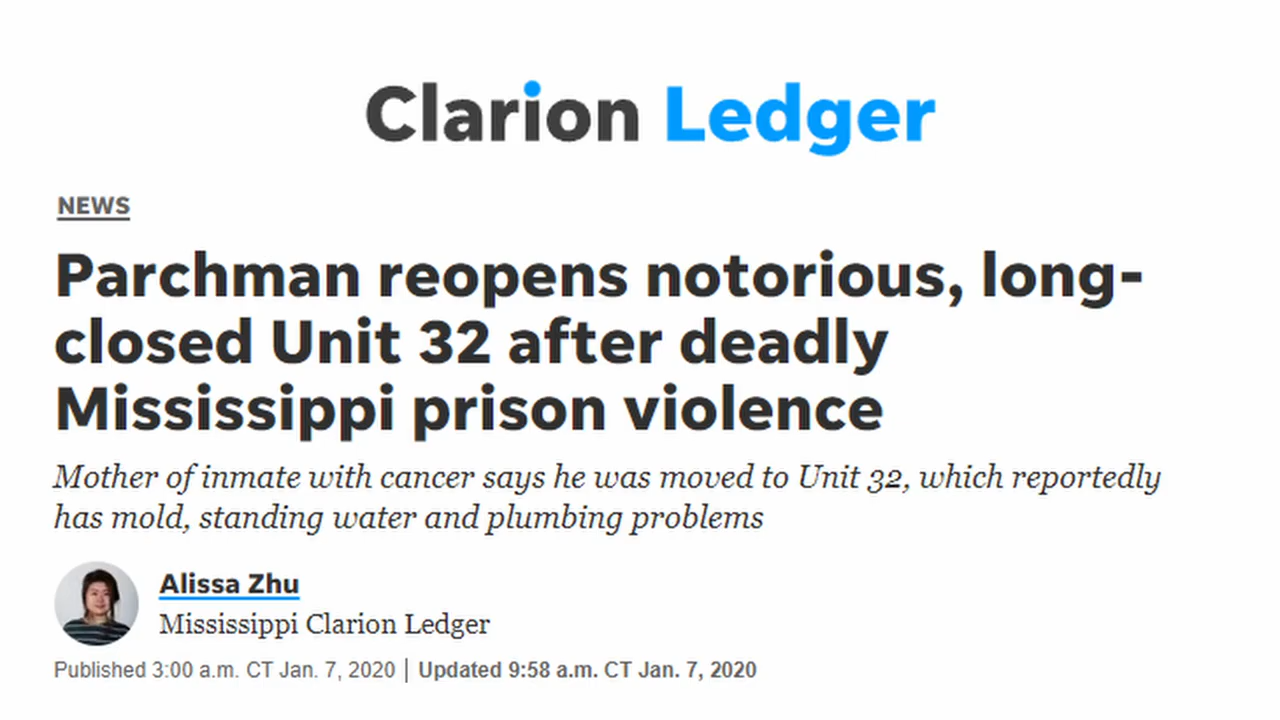 Clarion Ledger
NEWS
Parchman reopens notorious, long-
closed Unit 32 after deadly
Mississippi prison violence
Mother of inmate with cancer says he was moved to Unit 32, which reportedly
has mold, standing water and plumbing problems
Alissa Zhu
Mississippi Clarion Ledger
Published 3:00 a.m. CT Jan. 7, 2020 | Updated 9:58 a.m. CT Jan. 7, 2020